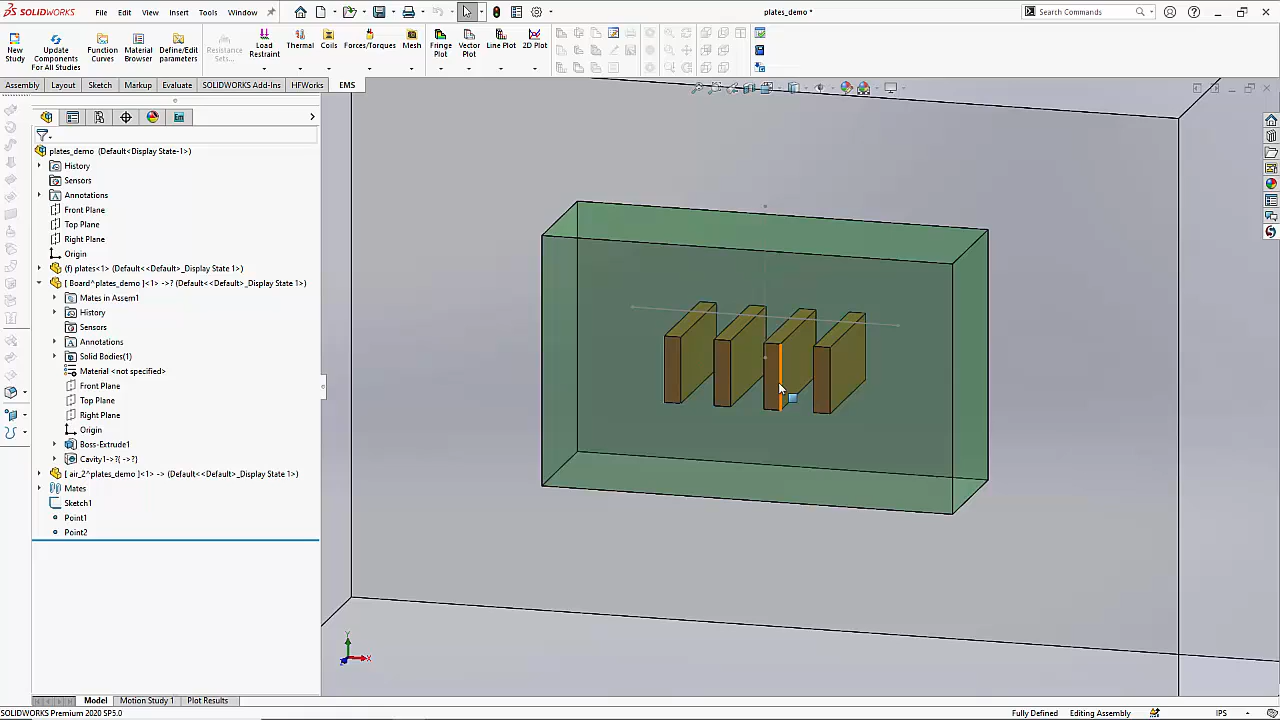 SOLIDWORKS File Edit View Insert Tools Window plates_demo * Search Commands
New Study Update Components For All Studies Function Curves Material Browser Define/Edit parameters Resistance Sets... Load Restraint Thermal Coils Forces/Torques Mesh Fringe Plot Vector Plot Line Plot 2D Plot
Assembly Layout Sketch Markup Evaluate SOLIDWORKS Add-Ins HFWorks EMS
plates_demo (Default<Display State-1>)
History
Sensors
Annotations
Front Plane
Top Plane
Right Plane
Origin
(f) plates<1> (Default<<Default>_Display State 1>)
[ Board^plates_demo ]<1> ->? (Default<<Default>_Display State 1>)
Mates in Assem1
History
Sensors
Annotations
Solid Bodies(1)
Material <not specified>
Front Plane
Top Plane
Right Plane
Origin
Boss-Extrude1
Cavity1->?{ ->?}
[ air_2^plates_demo ]<1> -> (Default<<Default>_Display State 1>)
Mates
Sketch1
Point1
Point2
Y
X
Z
Model Motion Study 1 Plot Results
SOLIDWORKS Premium 2020 SP5.0 Fully Defined Editing Assembly IPS